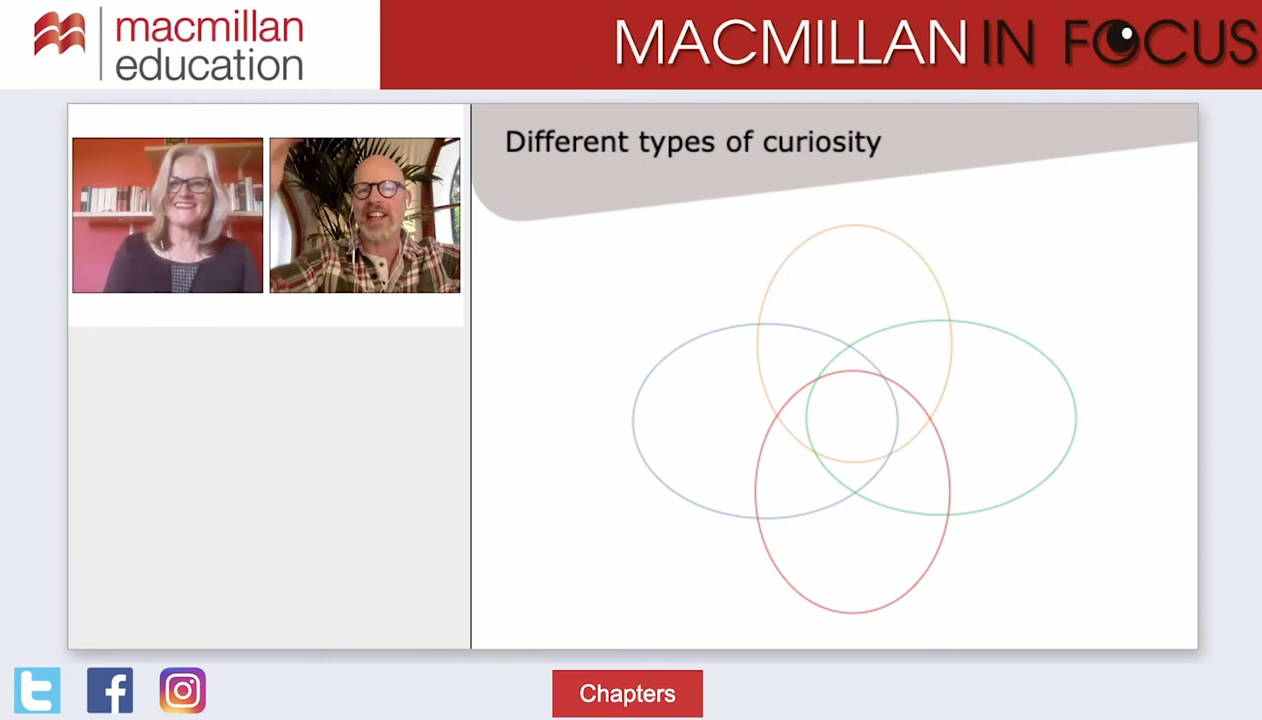 macmillan
education
MACMILLAN IN FOCUS
Different types of curiosity
Chapters